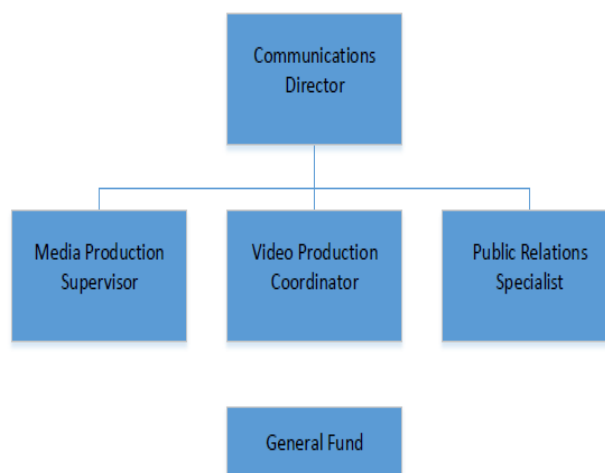 Communications
Director
Media Production
Supervisor
Video Production
Coordinator
Public Relations
Specialist
General Fund